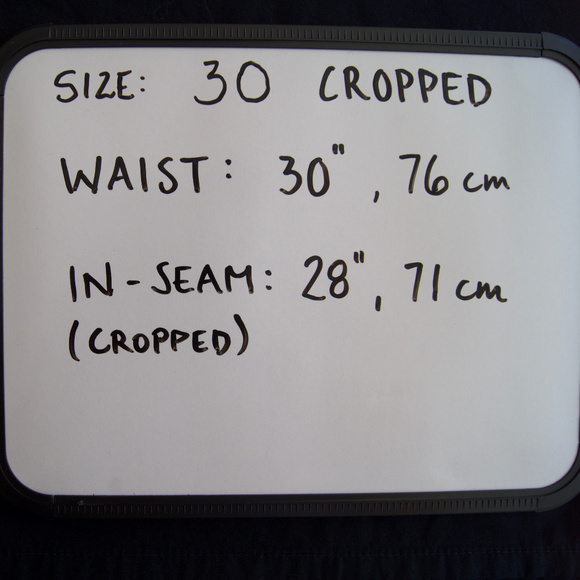 SIZE: 30 CROPPED
WAIST: 30", 76 cm
IN-SEAM: 28", 71 cm
(CROPPED)